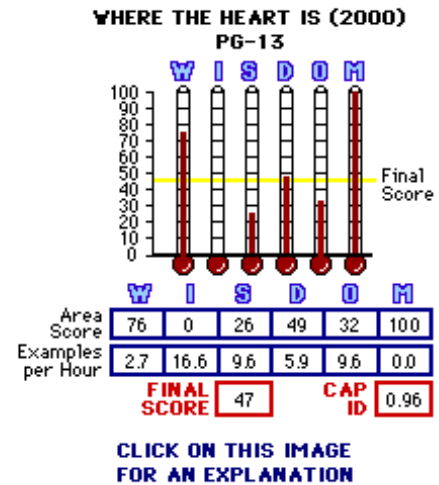 WHERE THE HEART IS (2000)
PG-13
W I S D O M
100
90
80
70
60
50
40
30
20
10
0
Final
Score
W I S D O M
Area
Score 76 0 26 49 32 100
Examples
per Hour 2.7 16.6 9.6 5.9 9.6 0.0
FINAL
SCORE 47
CAP
ID 0.96
CLICK ON THIS IMAGE
FOR AN EXPLANATION